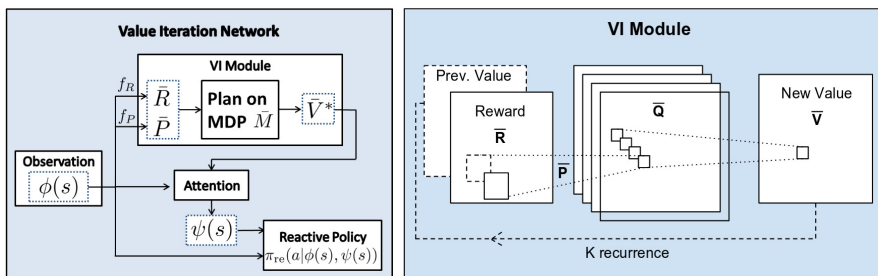 Value Iteration Network
VI Module
f_R
R̄
f_P
P̄
Plan on
MDP M̄
V̄*
Observation
ϕ(s)
Attention
ψ(s)
Reactive Policy
π_re(a|ϕ(s), ψ(s))
VI Module
Prev. Value
Reward
R̄
P̄
Q̄
New Value
V̄
K recurrence